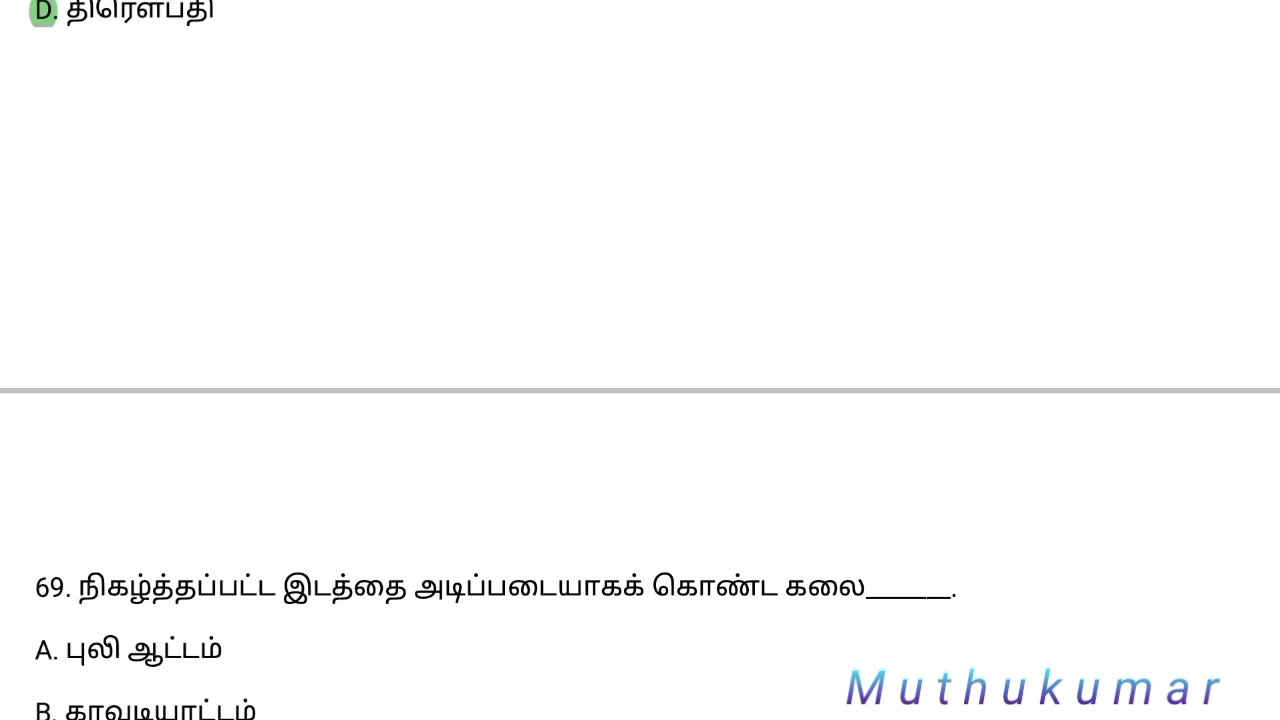 D. திரௌபதி
69. நிகழ்த்தப்பட்ட இடத்தை அடிப்படையாகக் கொண்ட கலை______.
A. புலி ஆட்டம்
B. காவடியாட்டம்
Muthukumar